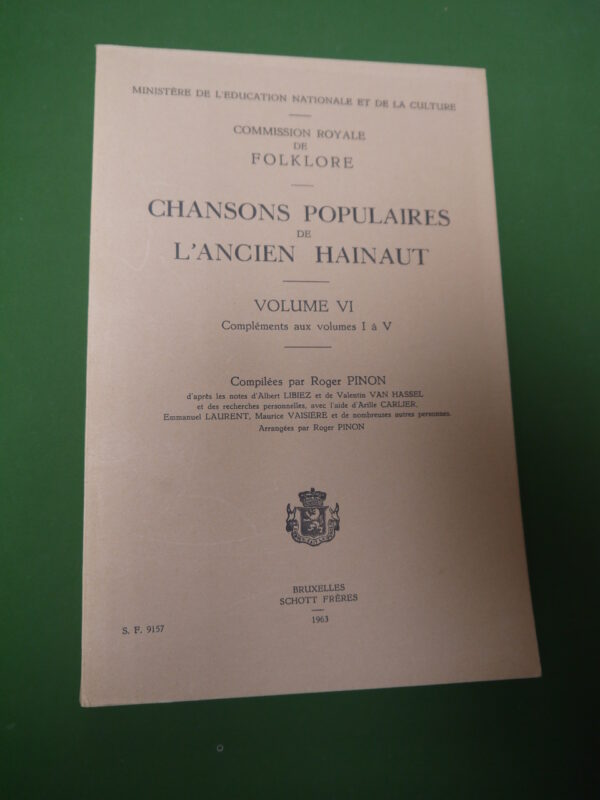 MINISTÈRE DE L'EDUCATION NATIONALE ET DE LA CULTURE
COMMISSION ROYALE
DE
FOLKLORE
CHANSONS POPULAIRES
DE
L'ANCIEN HAINAUT
VOLUME VI
Compléments aux volumes I à V
Compilées par Roger PINON
d'après les notes d'Albert LIBIEZ et de Valentin VAN HASSEL
et des recherches personnelles, avec l'aide d'Arille CARLIER,
Emmanuel LAURENT, Maurice VAISIERE et de nombreuses autres personnes.
Arrangées par Roger PINON
BRUXELLES
SCHOTT FRÈRES
1963
S. F. 9157